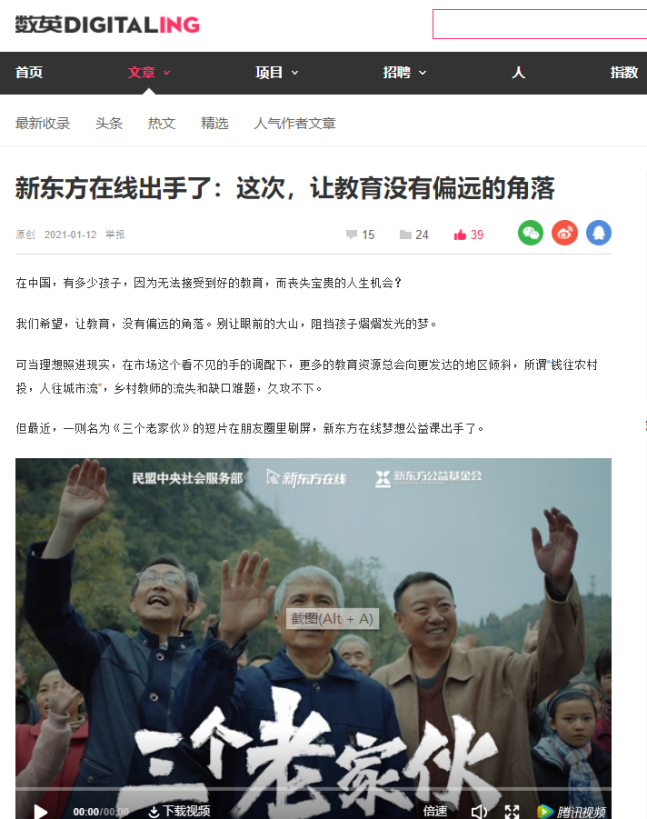 数英DIGITALING
首页 文章 项目 招聘 人 指数
最新收录 头条 热文 精选 人气作者文章
新东方在线出手了：这次，让教育没有偏远的角落
原创 2021-01-12 举报 15 24 39
在中国，有多少孩子，因为无法接受到好的教育，而丧失宝贵的人生机会？
我们希望，让教育，没有偏远的角落。别让眼前的大山，阻挡孩子熠熠发光的梦。
可当理想照进现实，在市场这个看不见的手的调配下，更多的教育资源总会向更发达的地区倾斜，所谓“钱往农村
投，人往城市流”，乡村教师的流失和缺口难题，久攻不下。
但最近，一则名为《三个老家伙》的短片在朋友圈里刷屏，新东方在线梦想公益课出手了。
民盟中央社会服务部 新东方在线 新东方公益基金会
截图(Alt + A)
三个老家伙
00:00/00:00 下载视频 倍速 腾讯视频